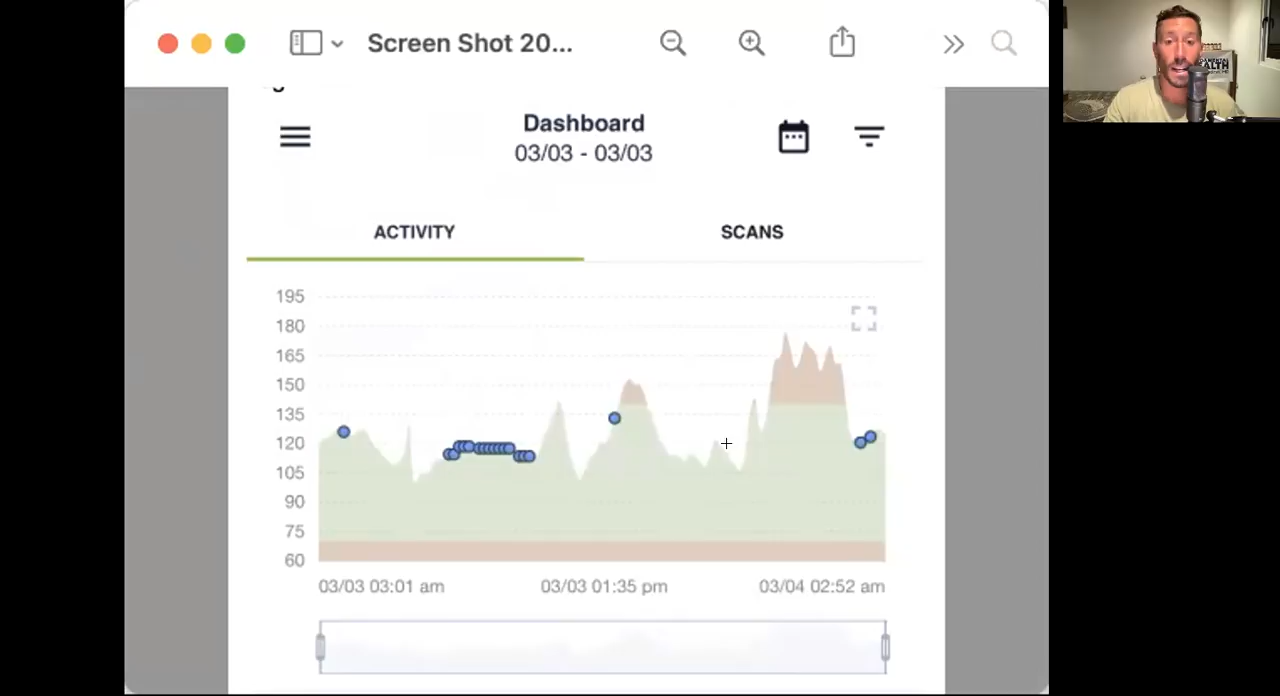 Screen Shot 20...
Dashboard
03/03 - 03/03
ACTIVITY
SCANS
195
180
165
150
135
120
105
90
75
60
03/03 03:01 am
03/03 01:35 pm
03/04 02:52 am